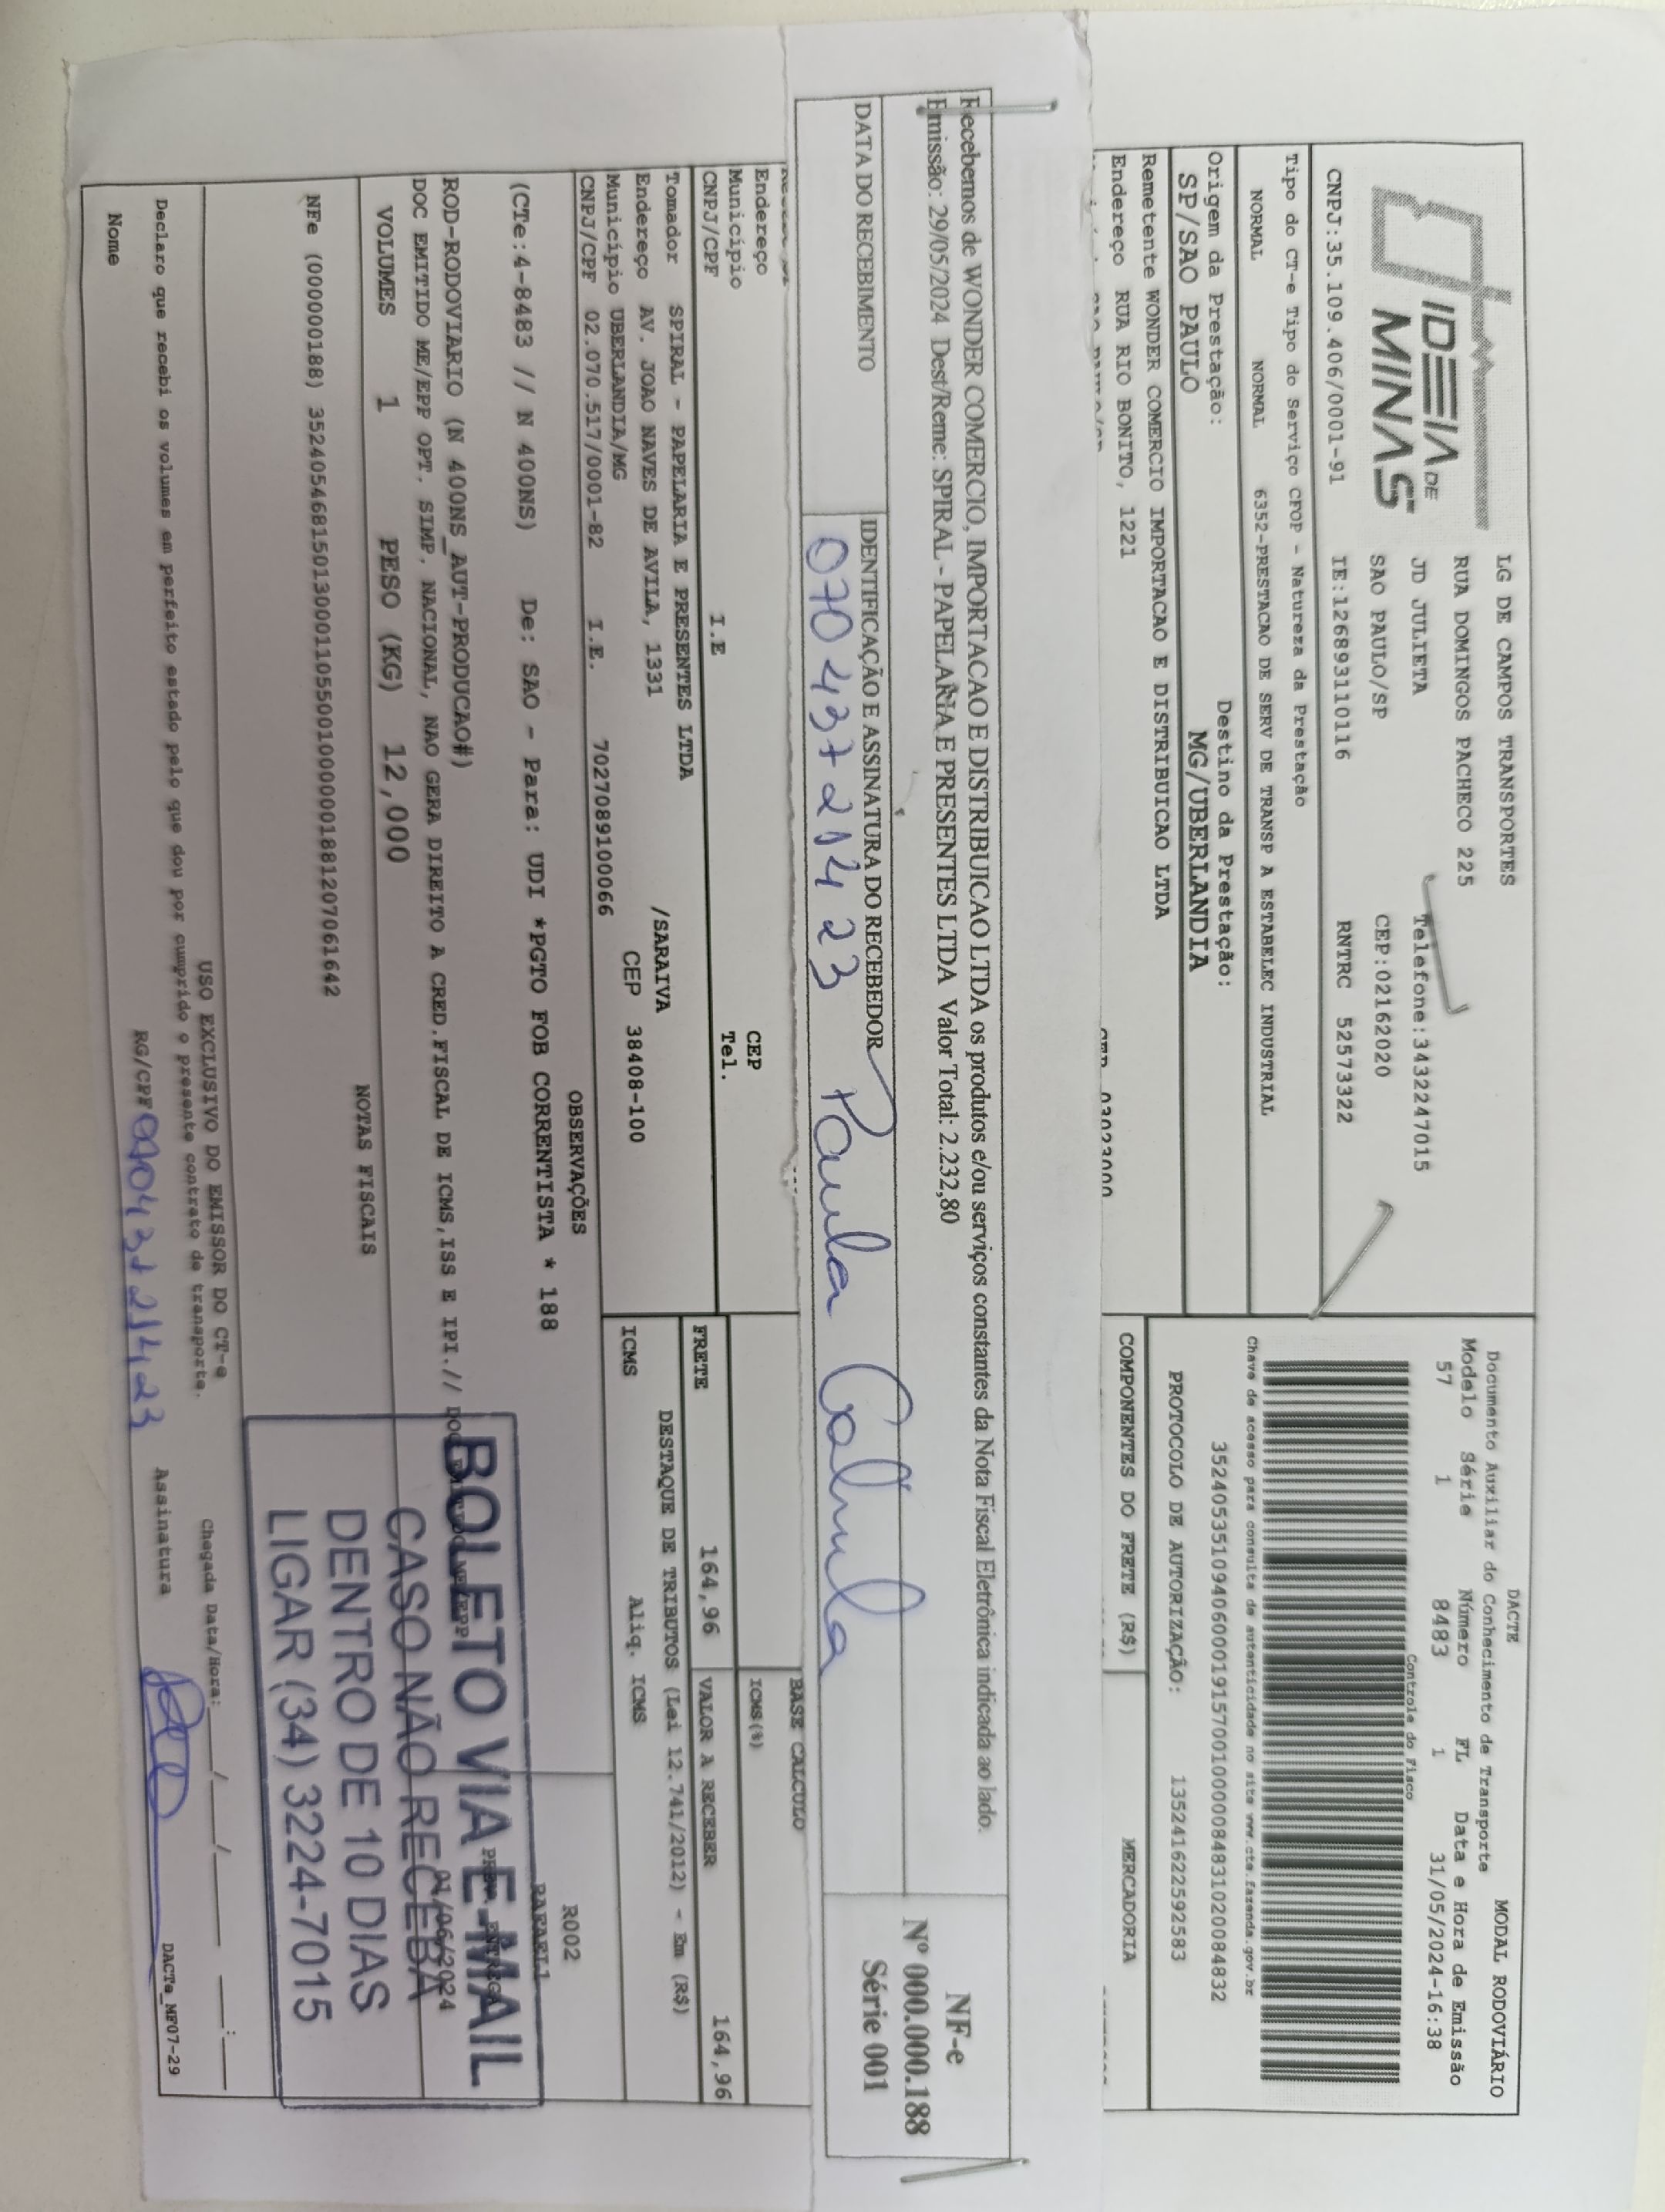 IDEIA DE
MINAS
LG DE CAMPOS TRANSPORTES
RUA DOMINGOS PACHECO 225
JD JULIETA
Telefone:3432247015
SAO PAULO/SP
CEP:02162020
CNPJ:35.109.406/0001-91
IE:126893110116
RNTRC 52573322
DACTE
MODAL RODOVIÁRIO
Documento Auxiliar do Conhecimento de Transporte
Modelo Série Número FL Data e Hora de Emissão
57 1 8483 1 31/05/2024-16:38
Controle do Fisco
Chave de acesso para consulta de autenticidade no site www.cte.fazenda.gov.br
35240535109406000191570010000084831020084832
PROTOCOLO DE AUTORIZAÇÃO: 135241622592583
Tipo do CT-e Tipo do Serviço CFOP - Natureza da Prestação
NORMAL NORMAL 6352-PRESTACAO DE SERV DE TRANSP A ESTABELEC INDUSTRIAL
Origem da Prestação: Destino da Prestação:
SP/SAO PAULO MG/UBERLANDIA
Remetente WONDER COMERCIO IMPORTACAO E DISTRIBUICAO LTDA
Endereço RUA RIO BONITO, 1221
COMPONENTES DO FRETE (R$) MERCADORIA
Recebemos de WONDER COMERCIO, IMPORTACAO E DISTRIBUICAO LTDA os produtos e/ou serviços constantes da Nota Fiscal Eletrônica indicada ao lado.
Emissão: 29/05/2024 Dest/Reme: SPIRAL - PAPELARIA E PRESENTES LTDA Valor Total: 2.232,80
DATA DO RECEBIMENTO
IDENTIFICAÇÃO E ASSINATURA DO RECEBEDOR
Paula
NF-e
Nº 000.000.188
Série 001
Endereço CEP
Município Tel.
CNPJ/CPF I.E
Tomador SPIRAL - PAPELARIA E PRESENTES LTDA
Endereço AV. JOAO NAVES DE AVILA, 1331 /SARAIVA
Município UBERLANDIA/MG CEP 38408-100
CNPJ/CPF 02.070.517/0001-82 I.E. 7027089100066
BASE CALCULO
ICMS(%)
FRETE 164,96 VALOR A RECEBER 164,96
DESTAQUE DE TRIBUTOS (Lei 12.741/2012) - Em (R$)
ICMS Aliq. ICMS
OBSERVAÇÕES
R002
(CTe:4-8483 // N 400NS) De: SAO - Para: UDI *PGTO FOB CORRENTISTA * 188
RAFAEL1
ROD-RODOVIARIO (N 400NS_AUT-PRODUCAO#)
DOC EMITIDO ME/EPP OPT. SIMP. NACIONAL, NAO GERA DIREITO A CRED.FISCAL DE ICMS,ISS E IPI.//
01/06/2024
VOLUMES 1 PESO (KG) 12,000
NOTAS FISCAIS
NFe (000000188) 35240546815013000110550010000001881207061642
BOLETO VIA E-MAIL
CASO NÃO RECEBA
DENTRO DE 10 DIAS
LIGAR (34) 3224-7015
USO EXCLUSIVO DO EMISSOR DO CT-e
Declaro que recebi os volumes em perfeito estado pelo que dou por cumprido o presente contrato de transporte.
Chegada Data/Hora: ___/___/___ ___:___
Nome RG/CPF Assinatura
DACTe_MF07-29